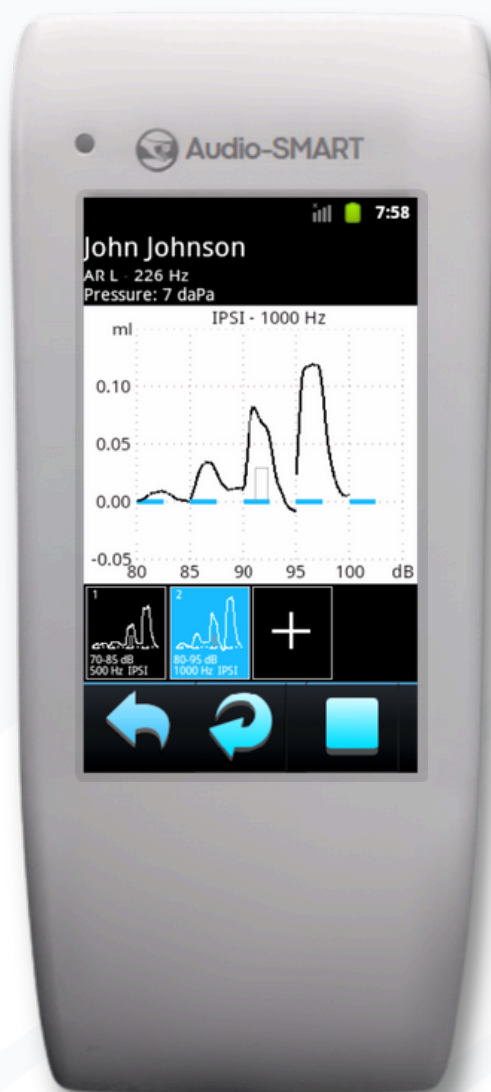 Audio-SMART
7:58
John Johnson
AR L - 226 Hz
Pressure: 7 daPa
IPSI - 1000 Hz
ml
0.10
0.05
0.00
-0.05
80 85 90 95 100 dB
1
70-85 dB
500 Hz IPSI
2
80-95 dB
1000 Hz IPSI